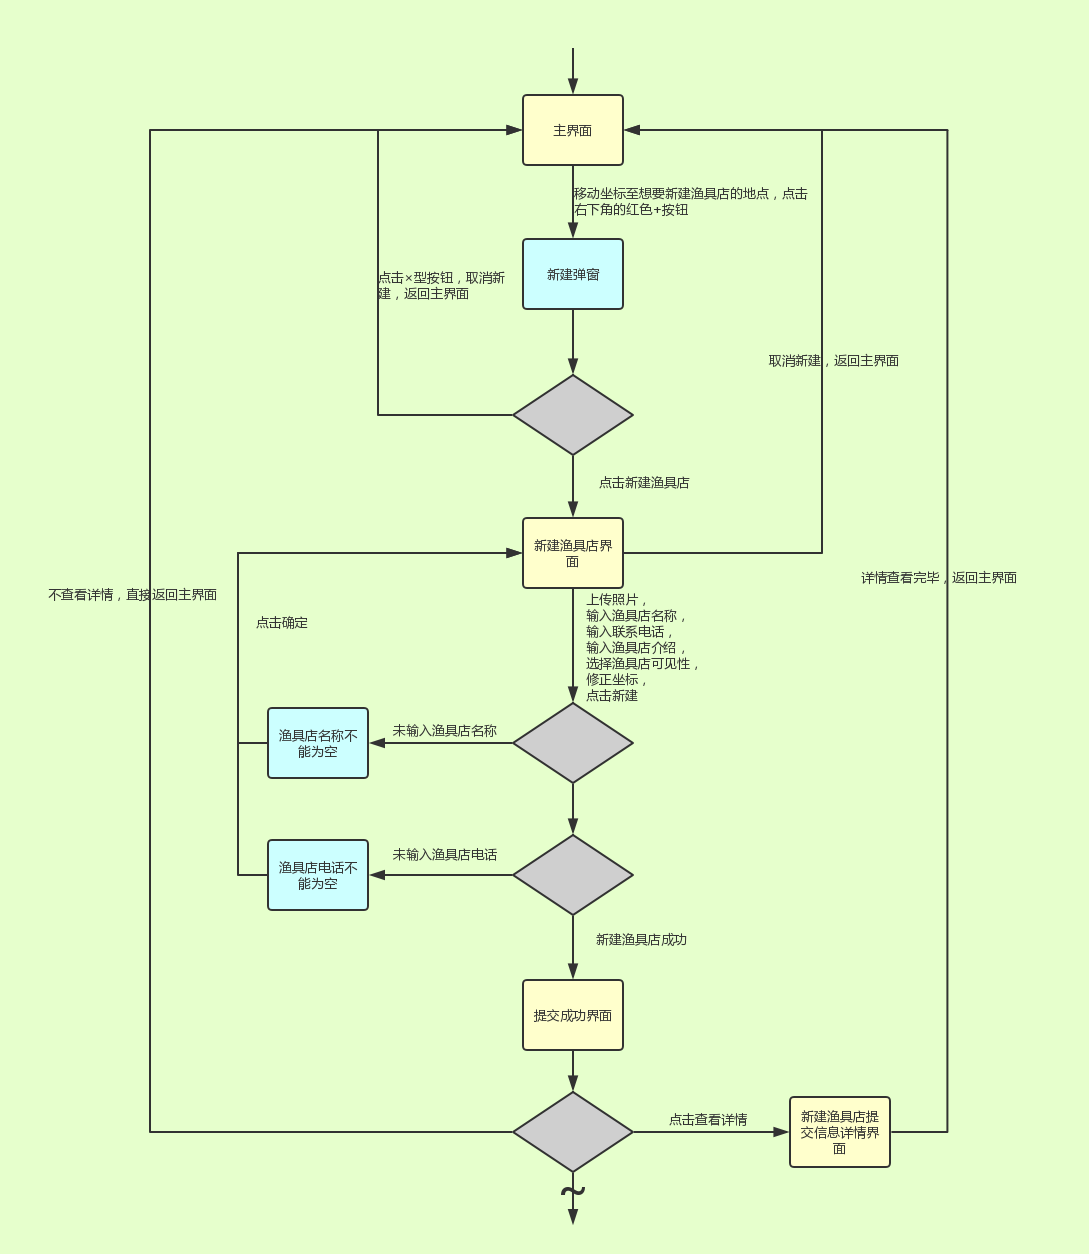 主界面
移动坐标至想要新建渔具店的地点，点击
右下角的红色+按钮
新建弹窗
点击×型按钮，取消新
建，返回主界面
取消新建，返回主界面
点击新建渔具店
新建渔具店界
面
详情查看完毕，返回主界面
不查看详情，直接返回主界面
点击确定
上传照片，
输入渔具店名称，
输入联系电话，
输入渔具店介绍，
选择渔具店可见性，
修正坐标，
点击新建
未输入渔具店名称
渔具店名称不
能为空
未输入渔具店电话
渔具店电话不
能为空
新建渔具店成功
提交成功界面
点击查看详情
新建渔具店提
交信息详情界
面
~